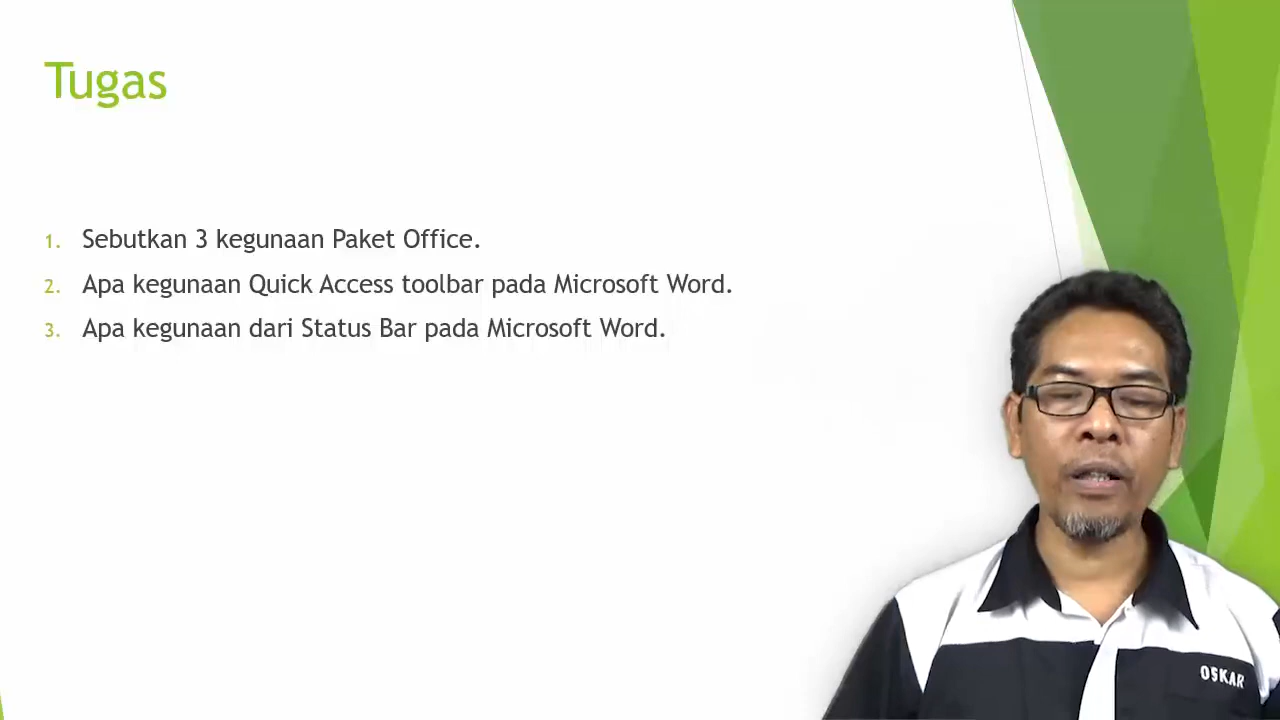 Tugas
1. Sebutkan 3 kegunaan Paket Office.
2. Apa kegunaan Quick Access toolbar pada Microsoft Word.
3. Apa kegunaan dari Status Bar pada Microsoft Word.
OSKAR